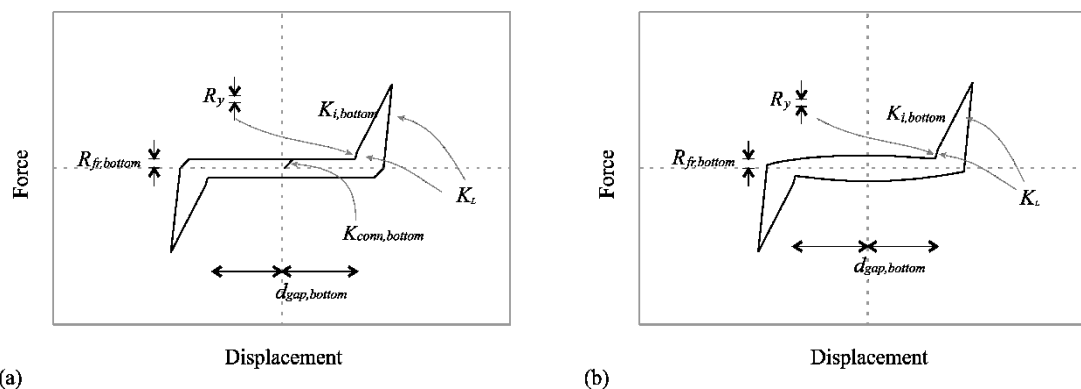 R_y
K_i,bottom
R_fr,bottom
Force
K_L
K_conn,bottom
d_gap,bottom
Displacement
(a)
R_y
K_i,bottom
R_fr,bottom
Force
K_L
d_gap,bottom
Displacement
(b)